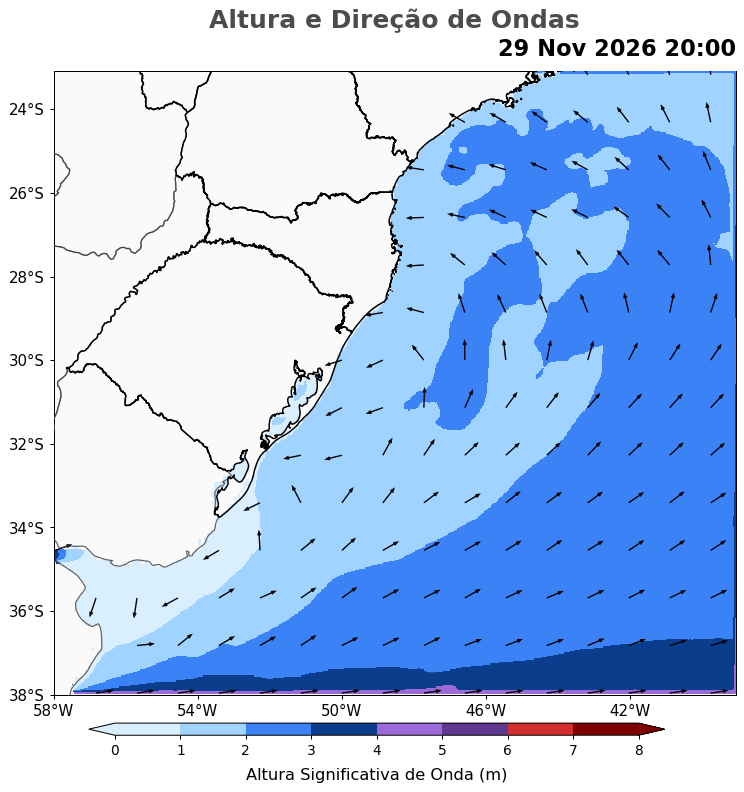 Altura e Direção de Ondas
29 Nov 2026 20:00
24°S
26°S
28°S
30°S
32°S
34°S
36°S
38°S
58°W 54°W 50°W 46°W 42°W
0 1 2 3 4 5 6 7 8
Altura Significativa de Onda (m)